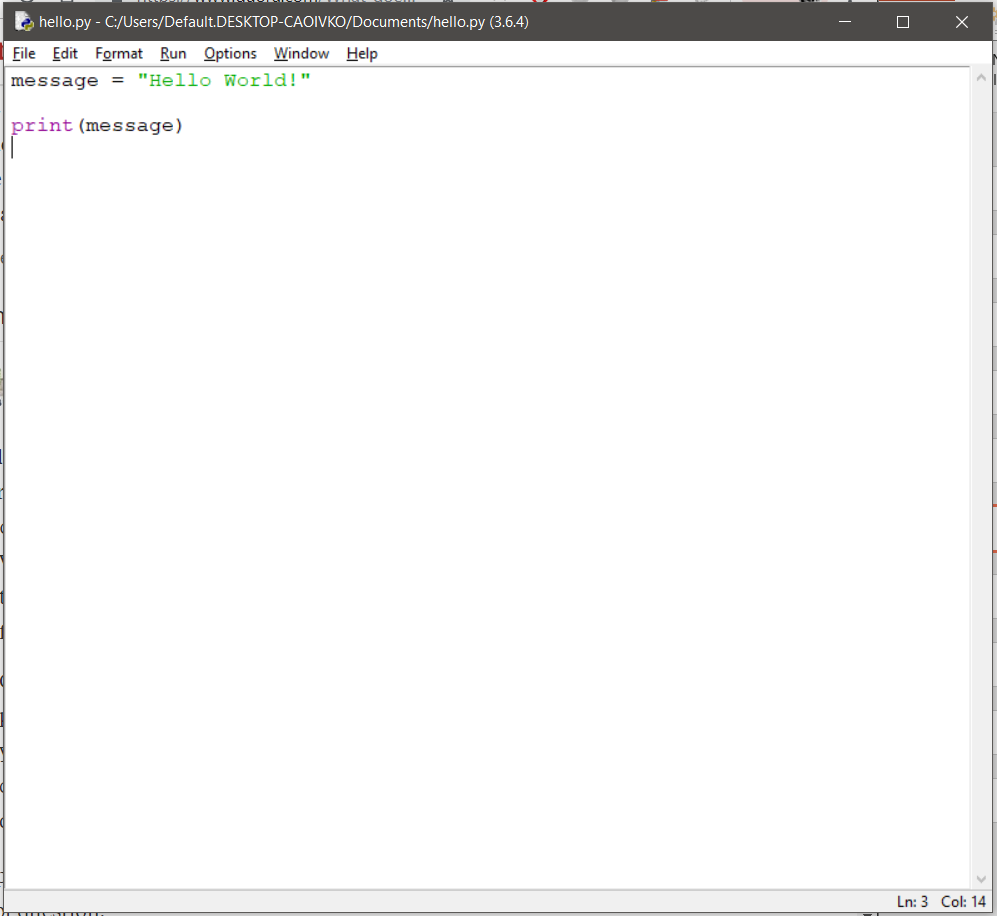 hello.py - C:/Users/Default.DESKTOP-CAOIVKO/Documents/hello.py (3.6.4)
File Edit Format Run Options Window Help
message = "Hello World!"
print(message)
Ln: 3 Col: 14